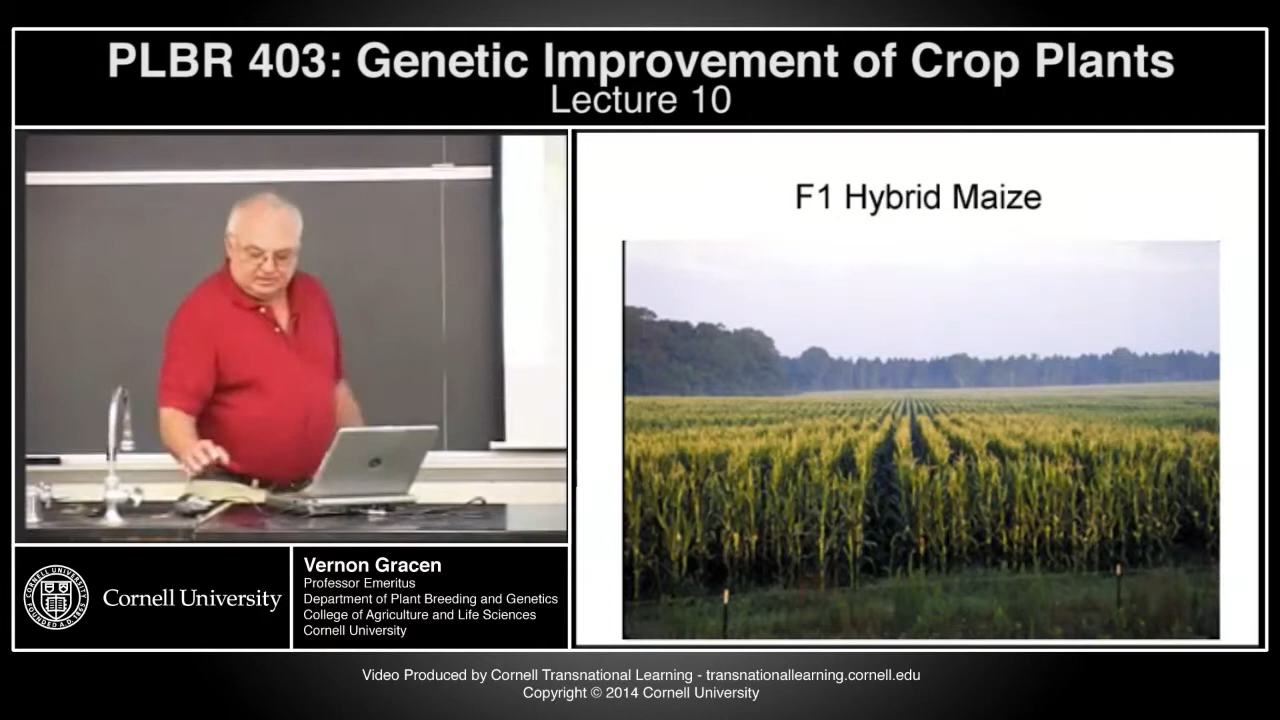 PLBR 403: Genetic Improvement of Crop Plants
Lecture 10
F1 Hybrid Maize
Cornell University
Vernon Gracen
Professor Emeritus
Department of Plant Breeding and Genetics
College of Agriculture and Life Sciences
Cornell University
Video Produced by Cornell Transnational Learning - transnationallearning.cornell.edu
Copyright © 2014 Cornell University